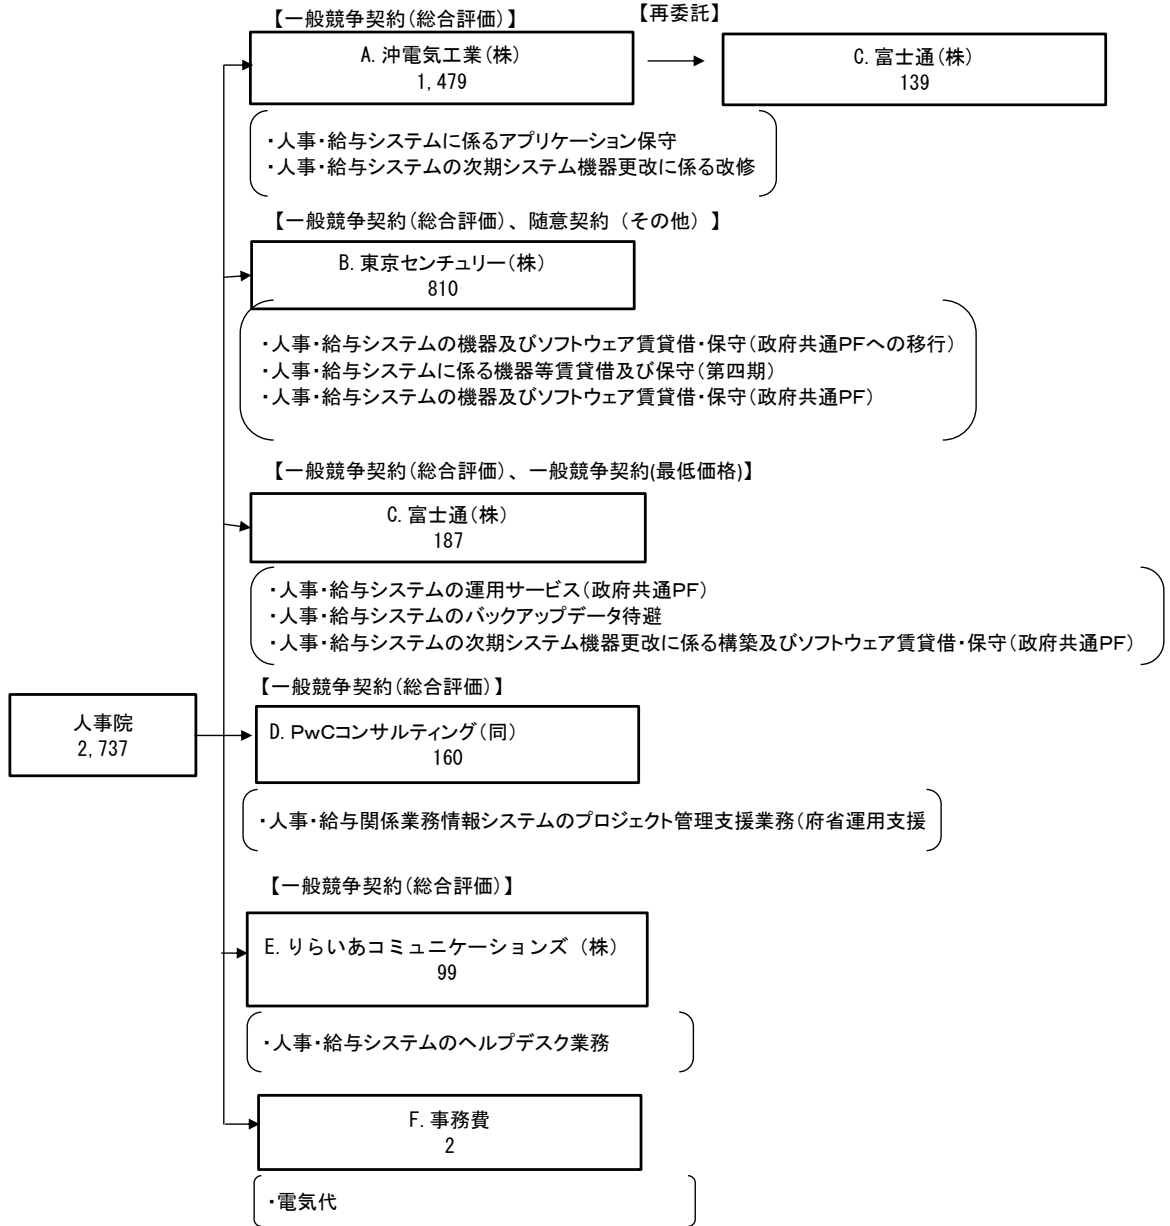 【一般競争契約(総合評価)】
【再委託】
A. 沖電気工業(株)
1,479
C. 富士通(株)
139
・人事・給与システムに係るアプリケーション保守
・人事・給与システムの次期システム機器更改に係る改修
【一般競争契約(総合評価)、随意契約 (その他) 】
B. 東京センチュリー(株)
810
・人事・給与システムの機器及びソフトウェア賃貸借・保守(政府共通PFへの移行)
・人事・給与システムに係る機器等賃貸借及び保守(第四期)
・人事・給与システムの機器及びソフトウェア賃貸借・保守(政府共通PF)
【一般競争契約(総合評価)、一般競争契約(最低価格)】
C. 富士通(株)
187
・人事・給与システムの運用サービス(政府共通PF)
・人事・給与システムのバックアップデータ待避
・人事・給与システムの次期システム機器更改に係る構築及びソフトウェア賃貸借・保守(政府共通PF)
【一般競争契約(総合評価)】
人事院
2,737
D. PwCコンサルティング(同)
160
・人事・給与関係業務情報システムのプロジェクト管理支援業務(府省運用支援
【一般競争契約(総合評価)】
E. りらいあコミュニケーションズ (株)
99
・人事・給与システムのヘルプデスク業務
F. 事務費
2
・電気代